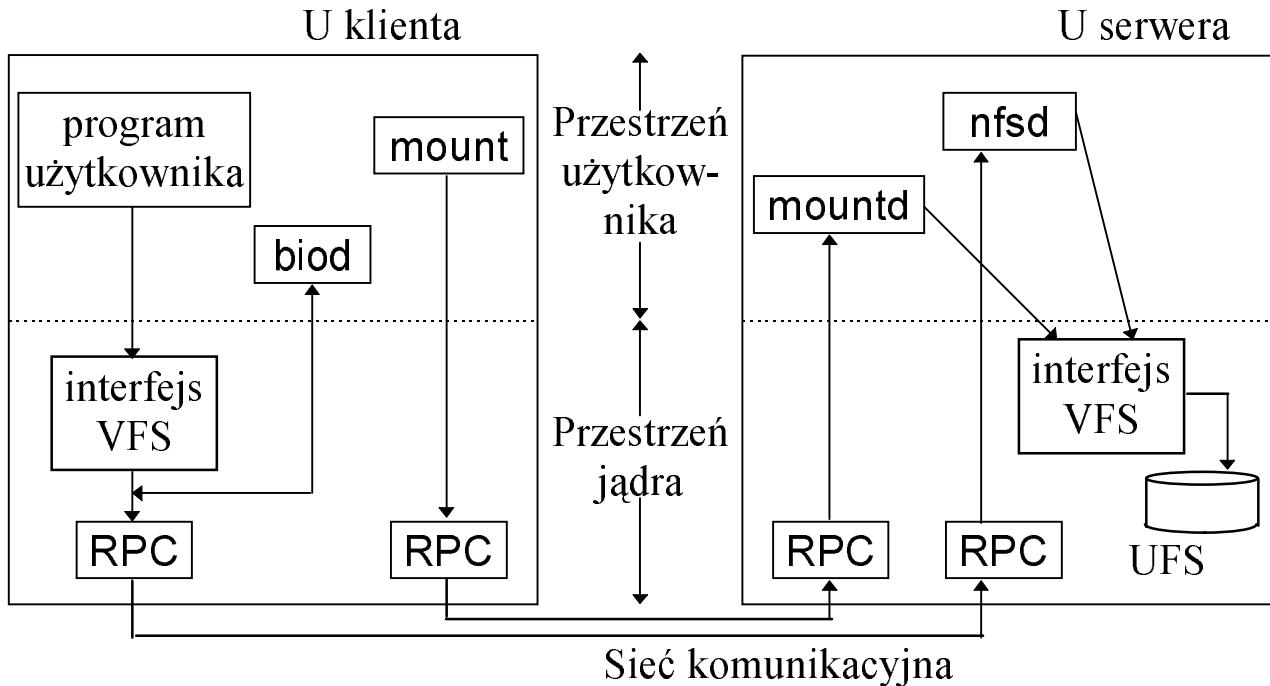 U klienta
U serwera
program
użytkownika
mount
biod
interfejs
VFS
RPC
RPC
Przestrzeń
użytkow-
nika
Przestrzeń
jądra
nfsd
mountd
interfejs
VFS
RPC
RPC
UFS
Sieć komunikacyjna